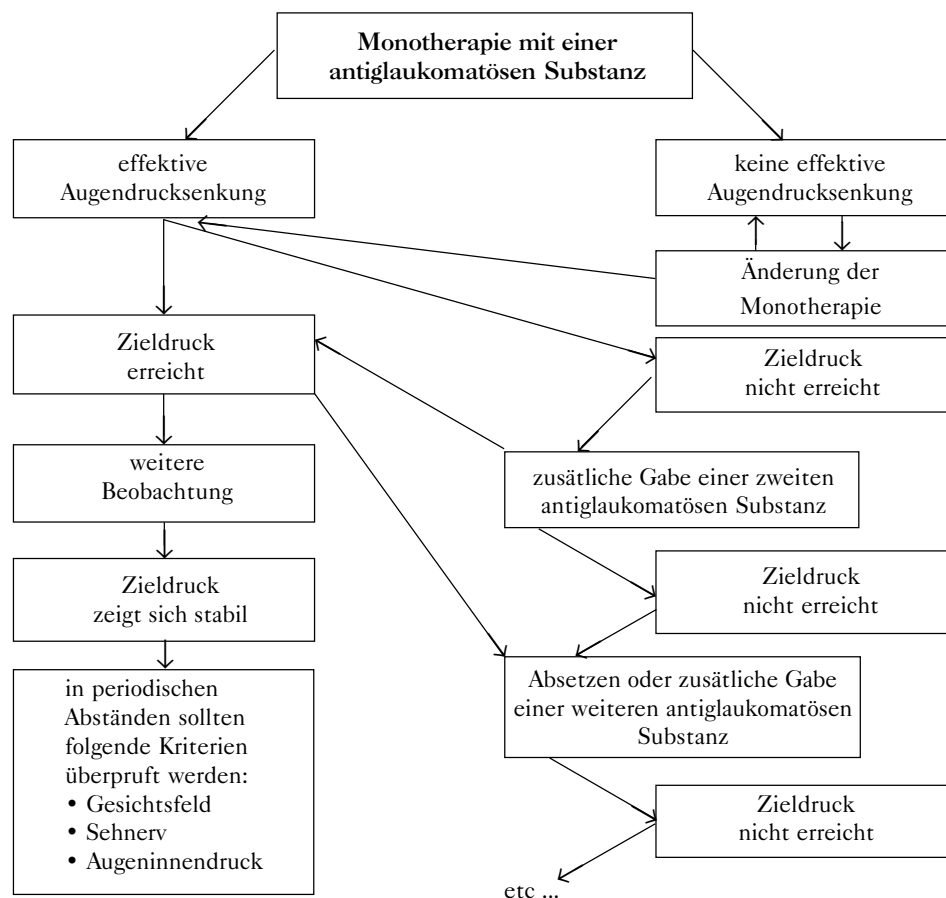 Monotherapie mit einer
antiglaukomatösen Substanz
effektive
Augendrucksenkung
keine effektive
Augendrucksenkung
Änderung der
Monotherapie
Zieldruck
erreicht
Zieldruck
nicht erreicht
weitere
Beobachtung
zusätliche Gabe einer zweiten
antiglaukomatösen Substanz
Zieldruck
zeigt sich stabil
Zieldruck
nicht erreicht
in periodischen
Abständen sollten
folgende Kriterien
überpruft werden:
• Gesichtsfeld
• Sehnerv
• Augeninnendruck
Absetzen oder zusätliche Gabe
einer weiteren antiglaukomatösen
Substanz
Zieldruck
nicht erreicht
etc ...